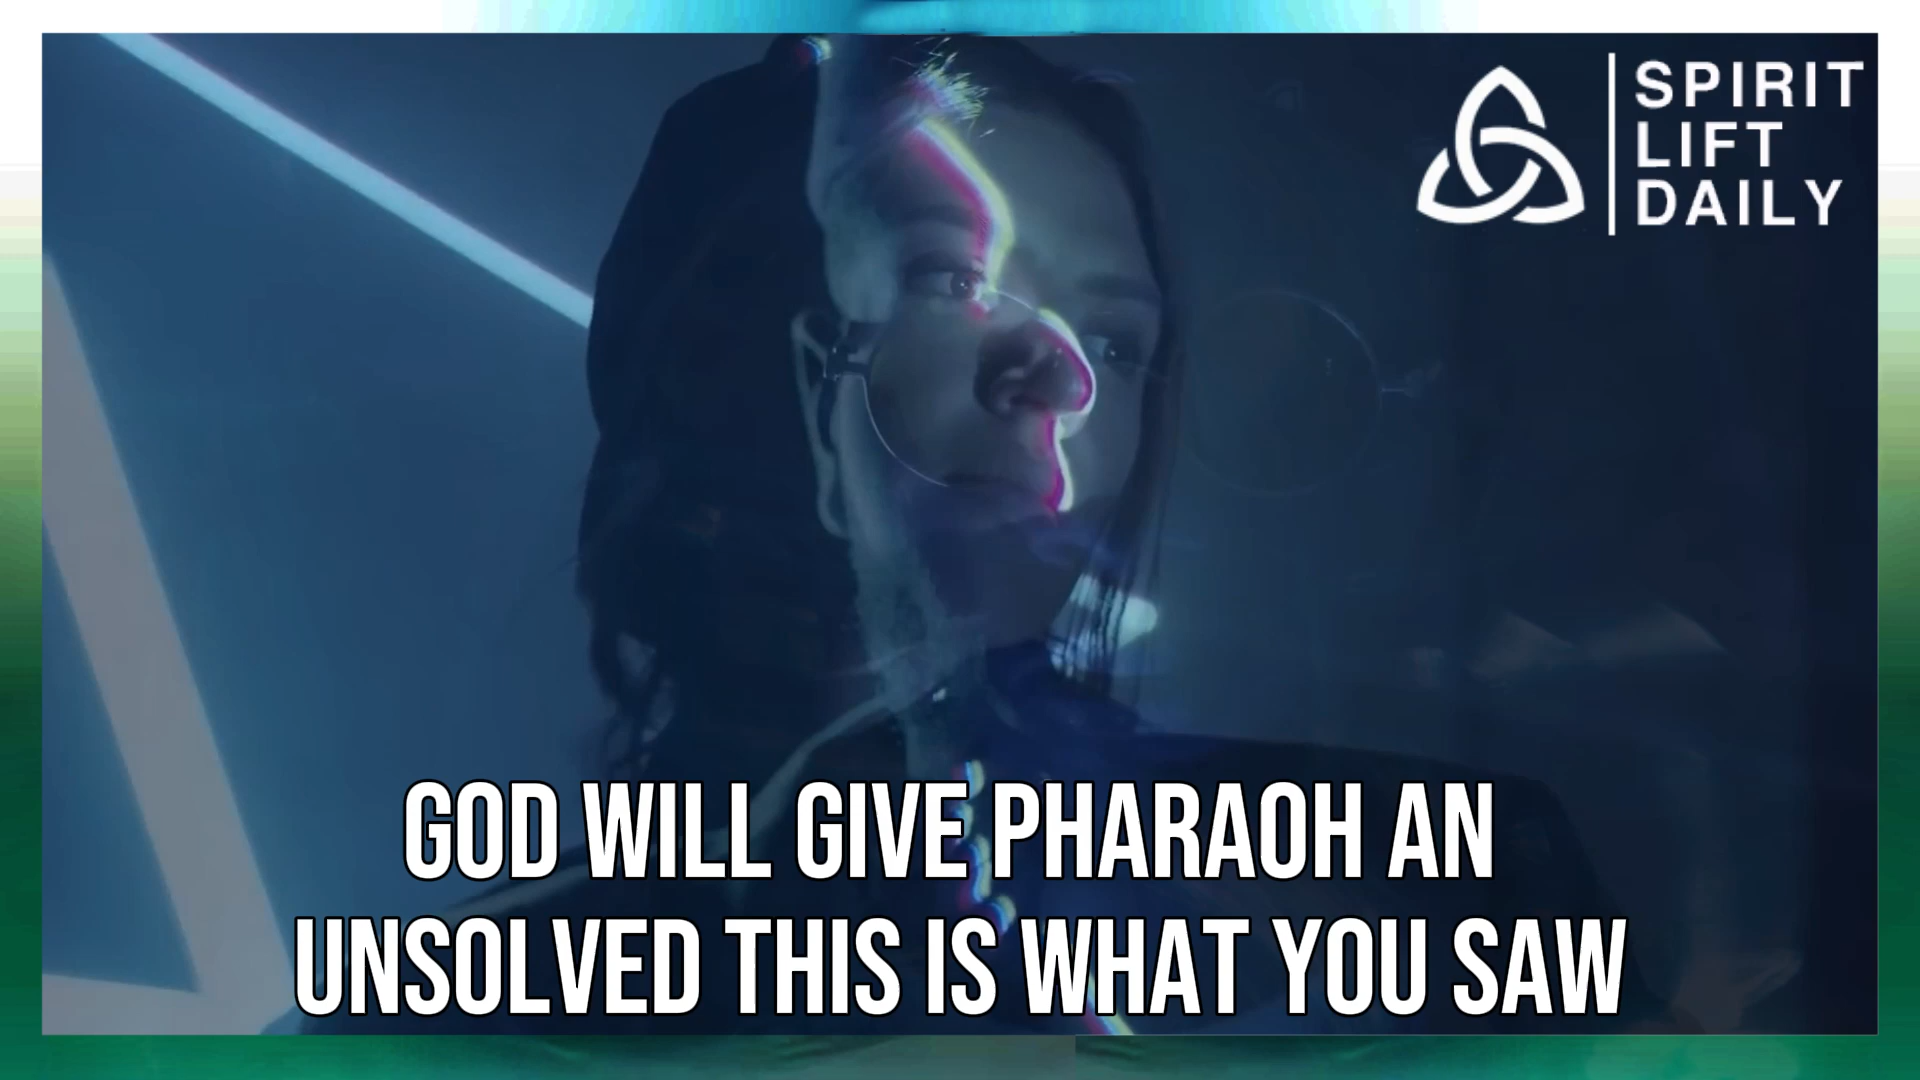 SPIRIT
LIFT
DAILY
GOD WILL GIVE PHARAOH AN
UNSOLVED THIS IS WHAT YOU SAW